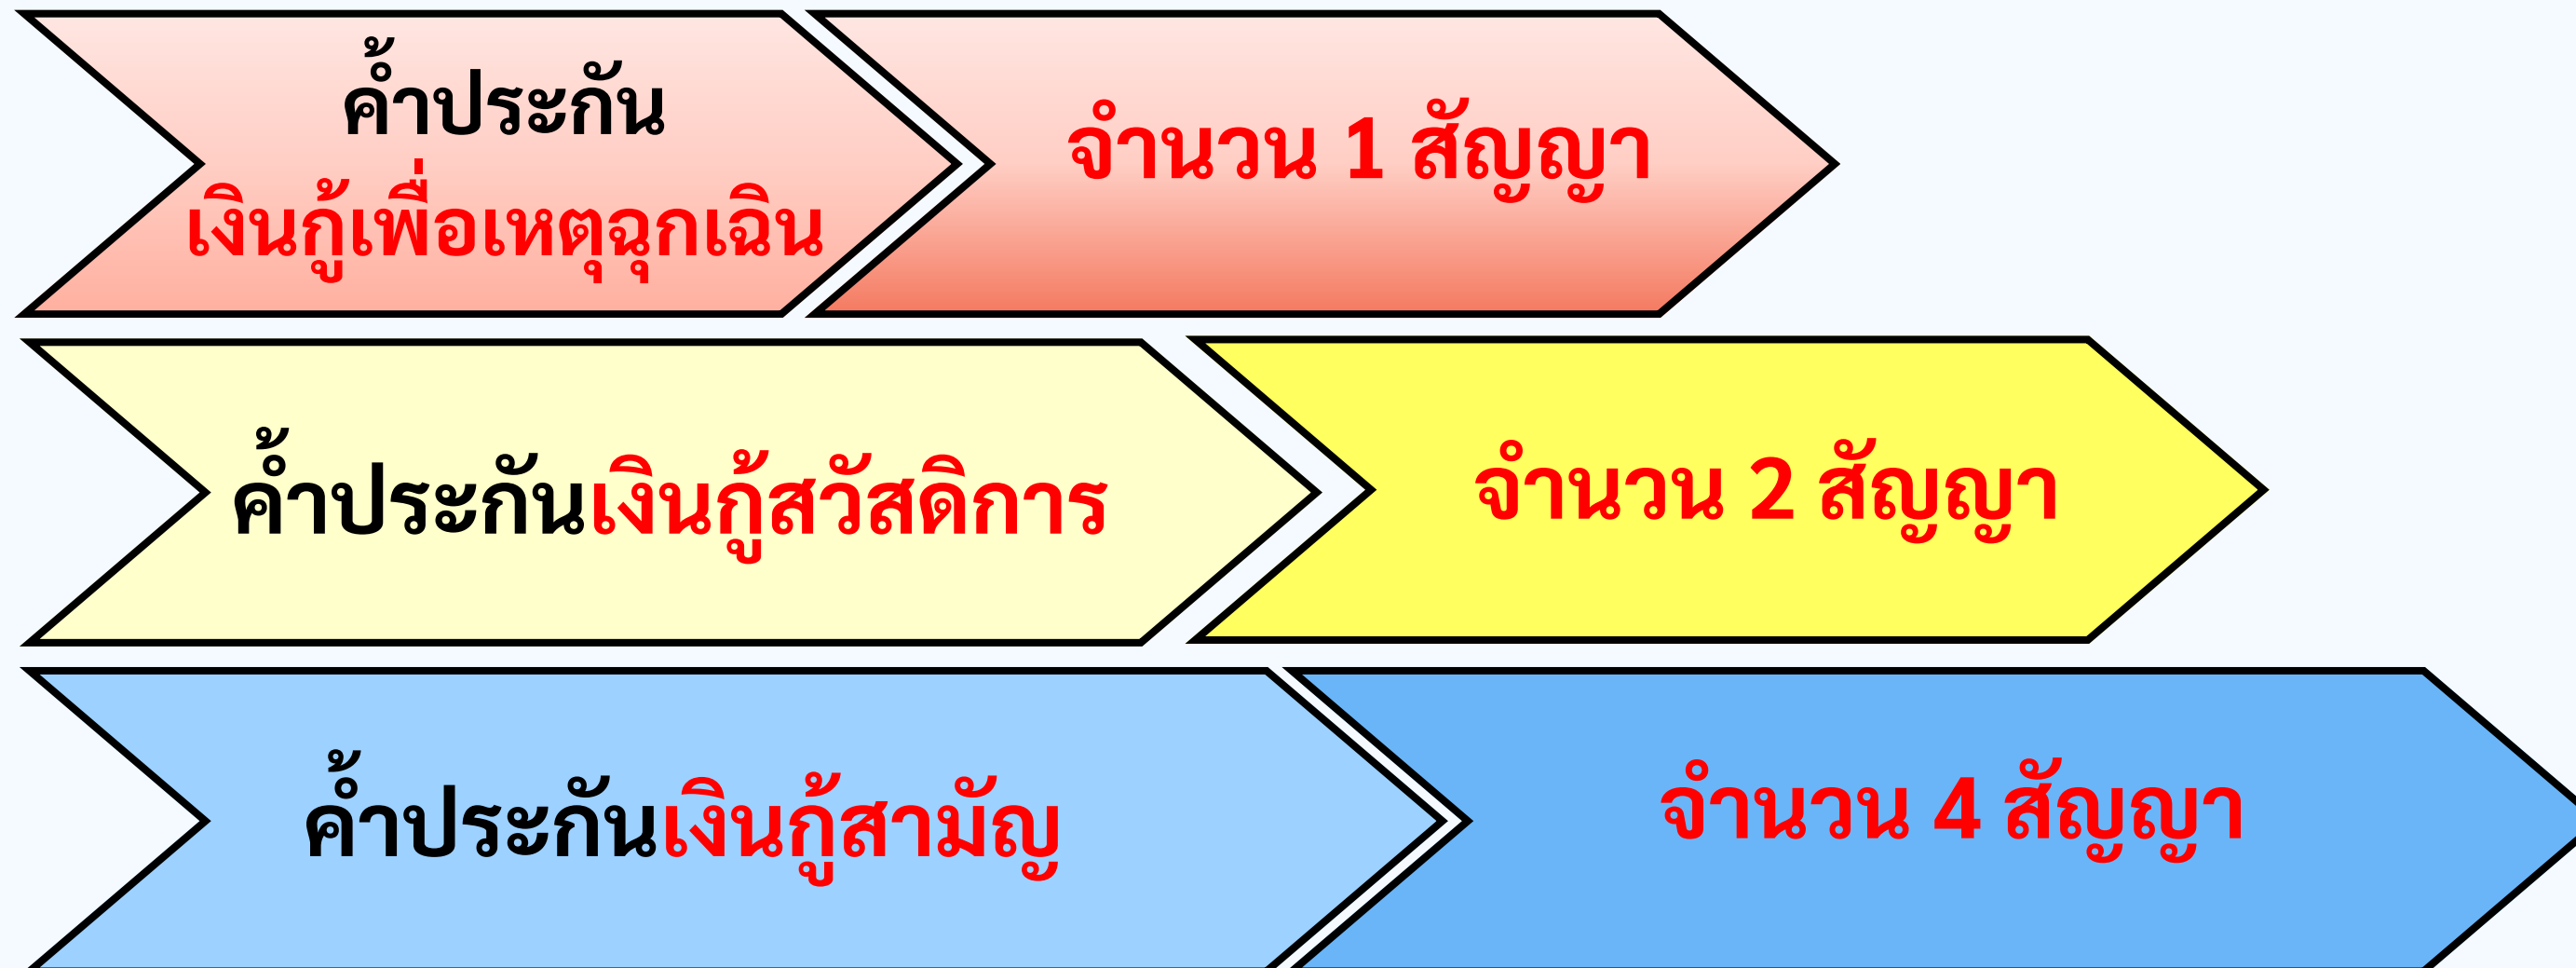 ค้ำประกัน
เงินกู้เพื่อเหตุฉุกเฉิน
จำนวน 1 สัญญา
ค้ำประกันเงินกู้สวัสดิการ
จำนวน 2 สัญญา
ค้ำประกันเงินกู้สามัญ
จำนวน 4 สัญญา